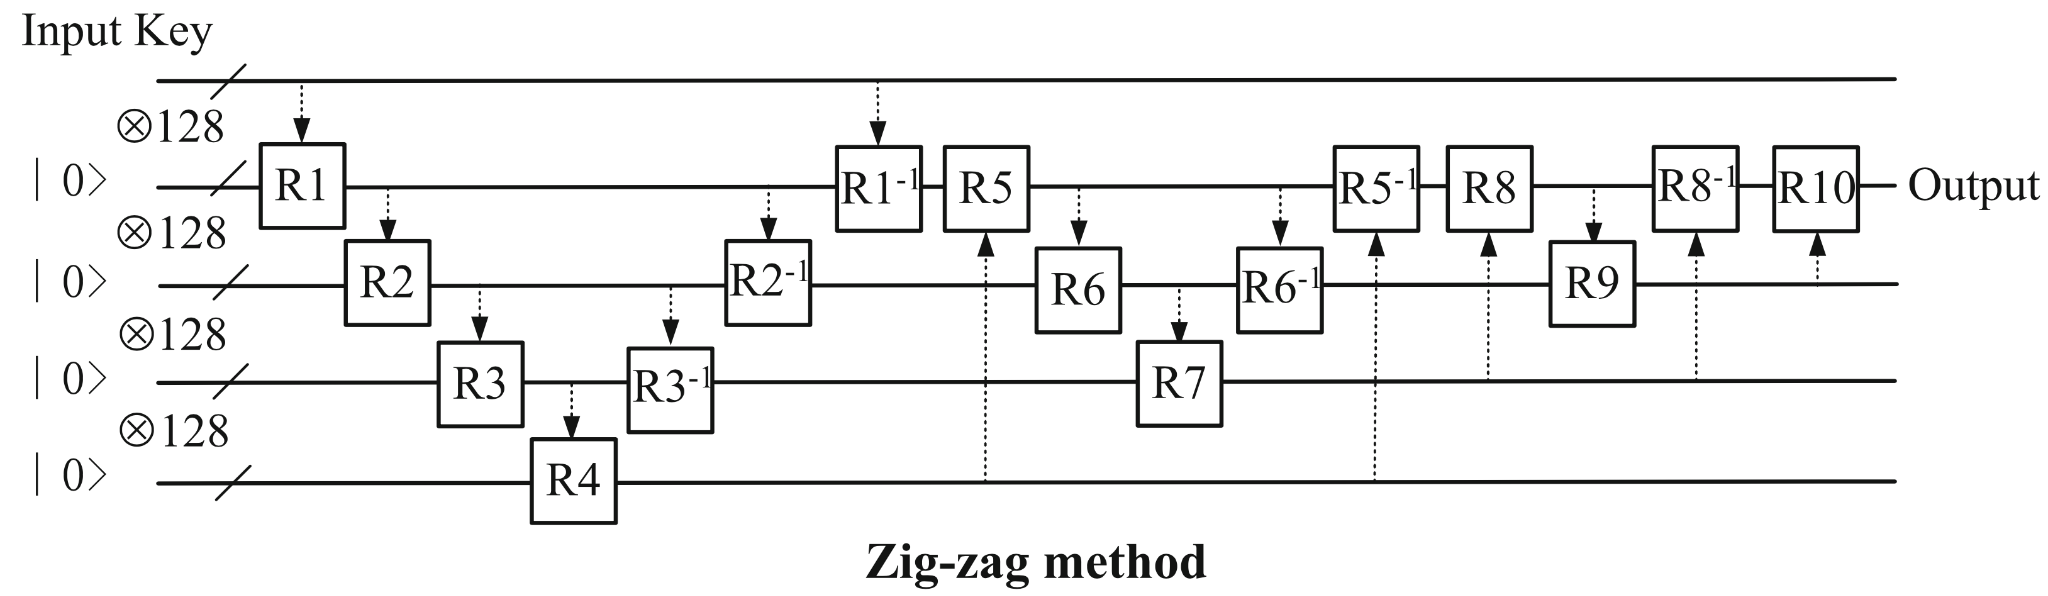 Input Key
⊗128
R1 R1⁻¹ R5 R5⁻¹ R8 R8⁻¹ R10 Output
| 0⟩
⊗128
R2 R2⁻¹ R6 R6⁻¹ R9
| 0⟩
⊗128
R3 R3⁻¹ R7
| 0⟩
⊗128
R4
| 0⟩
Zig-zag method